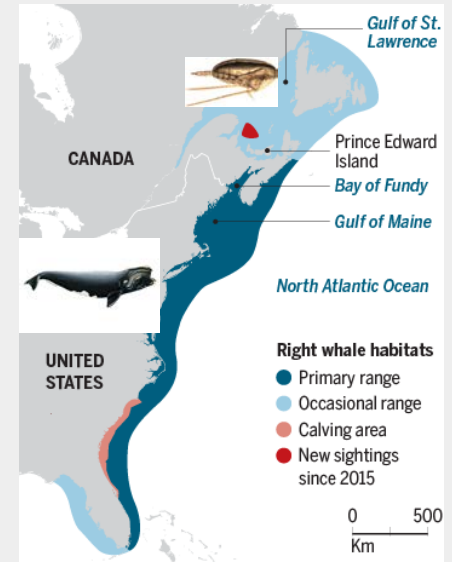 Gulf of St.
Lawrence
CANADA
Prince Edward
Island
Bay of Fundy
Gulf of Maine
North Atlantic Ocean
UNITED
STATES
Right whale habitats
Primary range
Occasional range
Calving area
New sightings
since 2015
0 500
Km